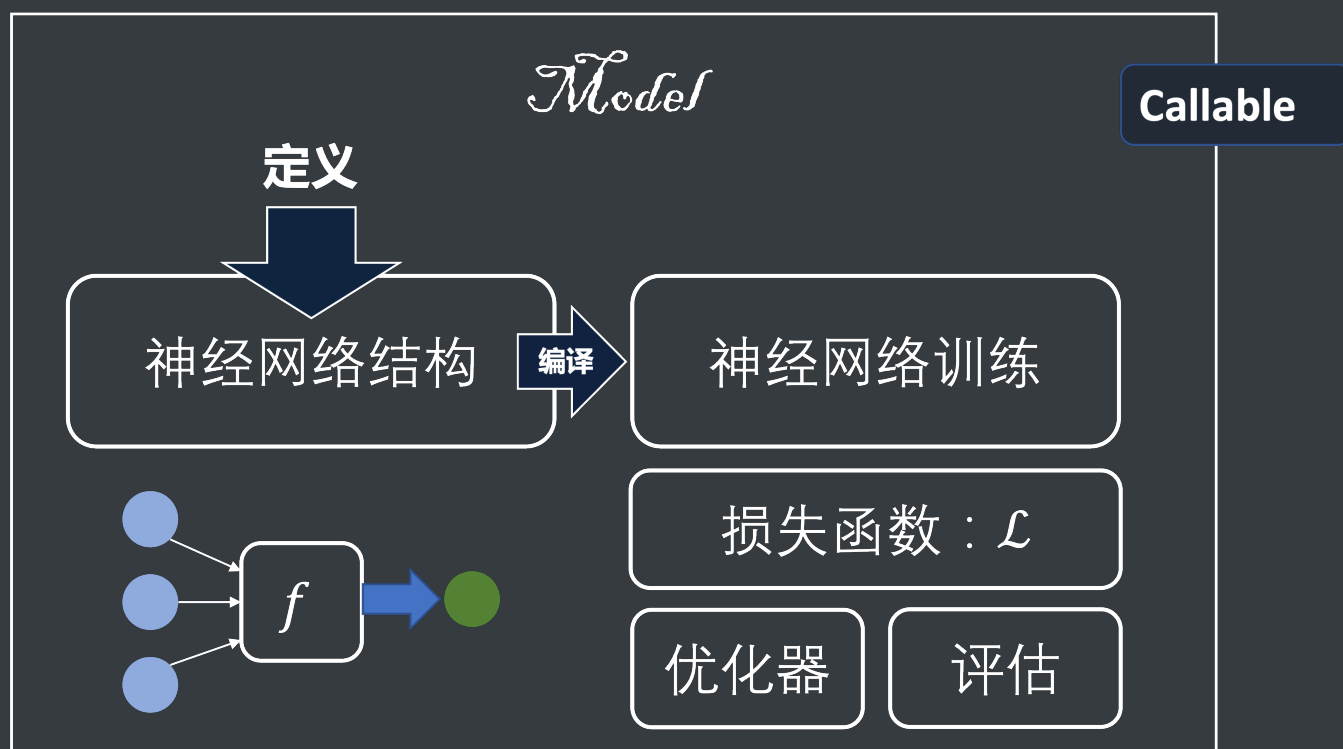 Model
Callable
定义
神经网络结构
编译
神经网络训练
损失函数：ℒ
f
优化器
评估